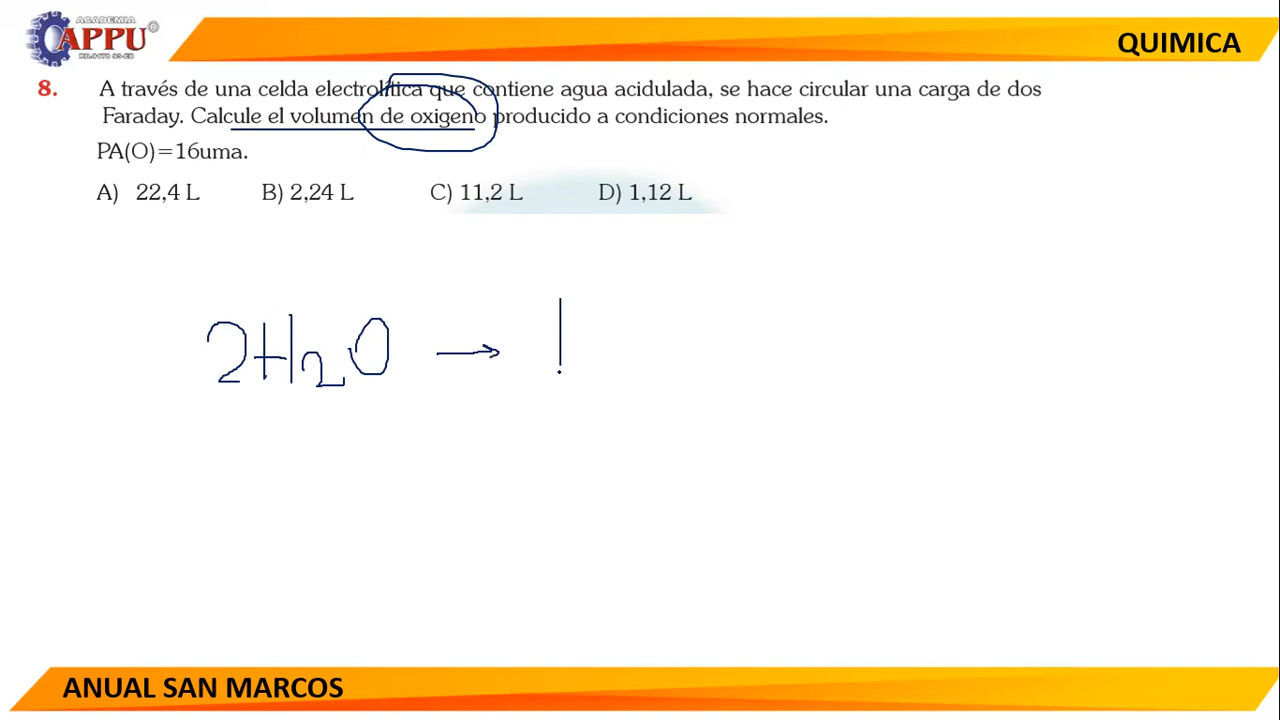 ACADEMIA
APPU
QUIMICA
8. A través de una celda electrolítica que contiene agua acidulada, se hace circular una carga de dos
Faraday. Calcule el volumen de oxigeno producido a condiciones normales.
PA(O)=16uma.
A) 22,4 L B) 2,24 L C) 11,2 L D) 1,12 L
2H₂O →
ANUAL SAN MARCOS